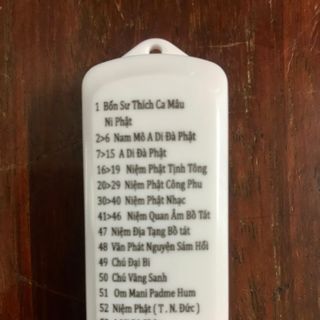 1 Bổn Sư Thích Ca Mâu
Ni Phật
2>6 Nam Mô A Di Đà Phật
7>15 A Di Đà Phật
16>19 Niệm Phật Tịnh Tông
20>29 Niệm Phật Công Phu
30>40 Niệm Phật Nhạc
41>46 Niệm Quan Âm Bồ Tát
47 Niệm Địa Tạng Bồ tát
48 Văn Phát Nguyện Sám Hối
49 Chú Đại Bi
50 Chú Vãng Sanh
51 Om Mani Padme Hum
52 Niệm Phật ( T . N. Đức )